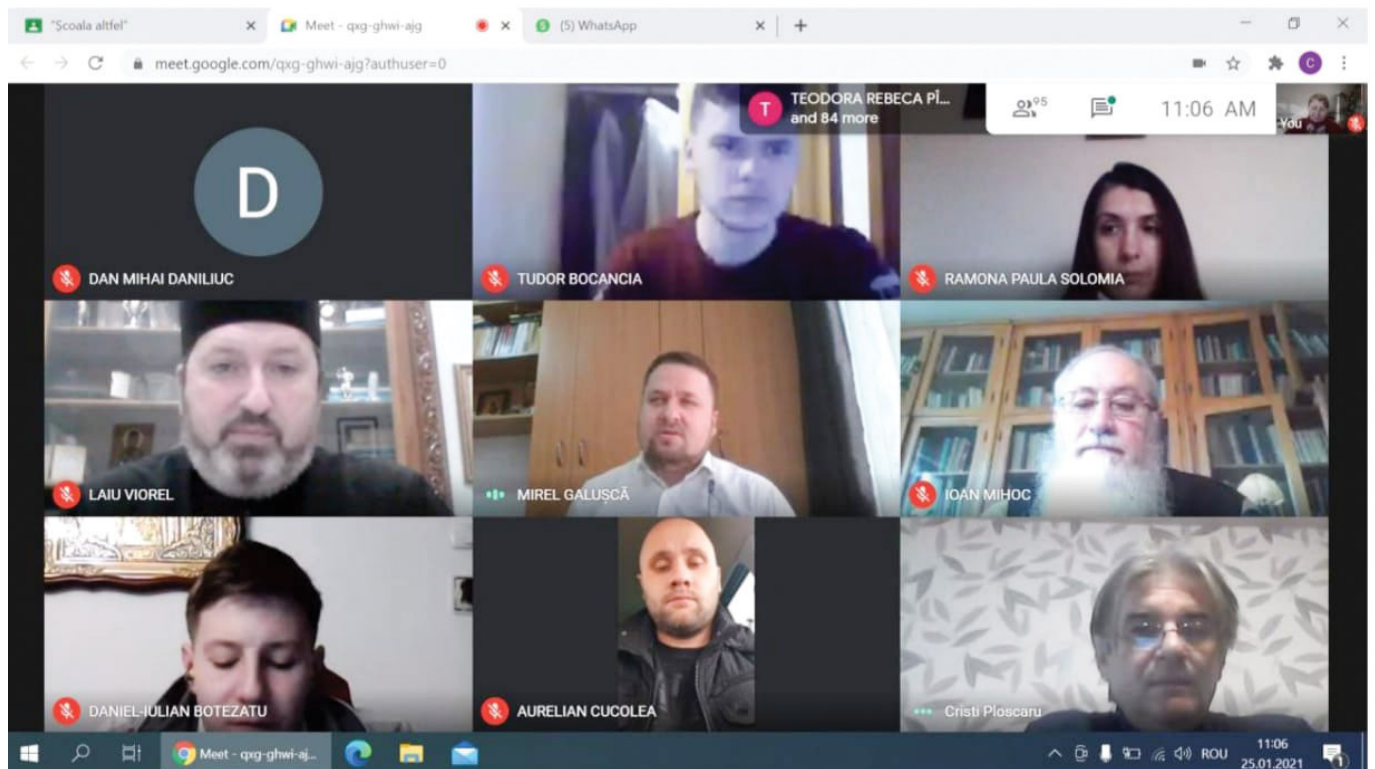 "Școala altfel"
Meet - qxg-ghwi-ajg
(5) WhatsApp
meet.google.com/qxg-ghwi-ajg?authuser=0
C
T
TEODORA REBECA PÎ...
and 84 more
95
11:06 AM
You
D
DAN MIHAI DANILIUC
TUDOR BOCANCIA
RAMONA PAULA SOLOMIA
LAIU VIOREL
MIREL GALUȘCĂ
IOAN MIHOC
DANIEL-IULIAN BOTEZATU
AURELIAN CUCOLEA
Cristi Ploscaru
Meet - qxg-ghwi-aj...
ROU
11:06
25.01.2021
1